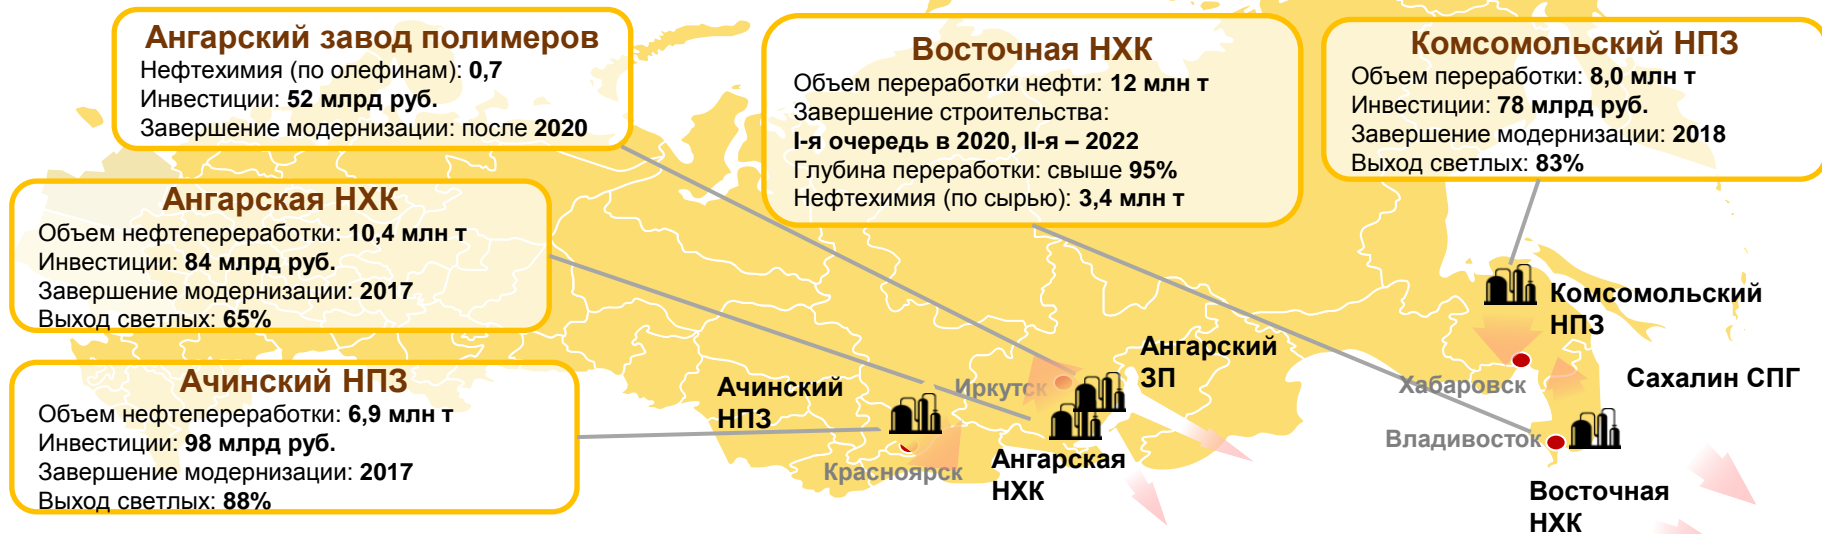 Ангарский завод полимеров
Нефтехимия (по олефинам): 0,7
Инвестиции: 52 млрд руб.
Завершение модернизации: после 2020
Восточная НХК
Объем переработки нефти: 12 млн т
Завершение строительства:
I-я очередь в 2020, II-я – 2022
Глубина переработки: свыше 95%
Нефтехимия (по сырью): 3,4 млн т
Комсомольский НПЗ
Объем переработки: 8,0 млн т
Инвестиции: 78 млрд руб.
Завершение модернизации: 2018
Выход светлых: 83%
Ангарская НХК
Объем нефтепереработки: 10,4 млн т
Инвестиции: 84 млрд руб.
Завершение модернизации: 2017
Выход светлых: 65%
Ачинский НПЗ
Объем нефтепереработки: 6,9 млн т
Инвестиции: 98 млрд руб.
Завершение модернизации: 2017
Выход светлых: 88%
Ачинский
НПЗ
Красноярск
Иркутск
Ангарский
ЗП
Ангарская
НХК
Комсомольский
НПЗ
Хабаровск
Сахалин СПГ
Владивосток
Восточная
НХК